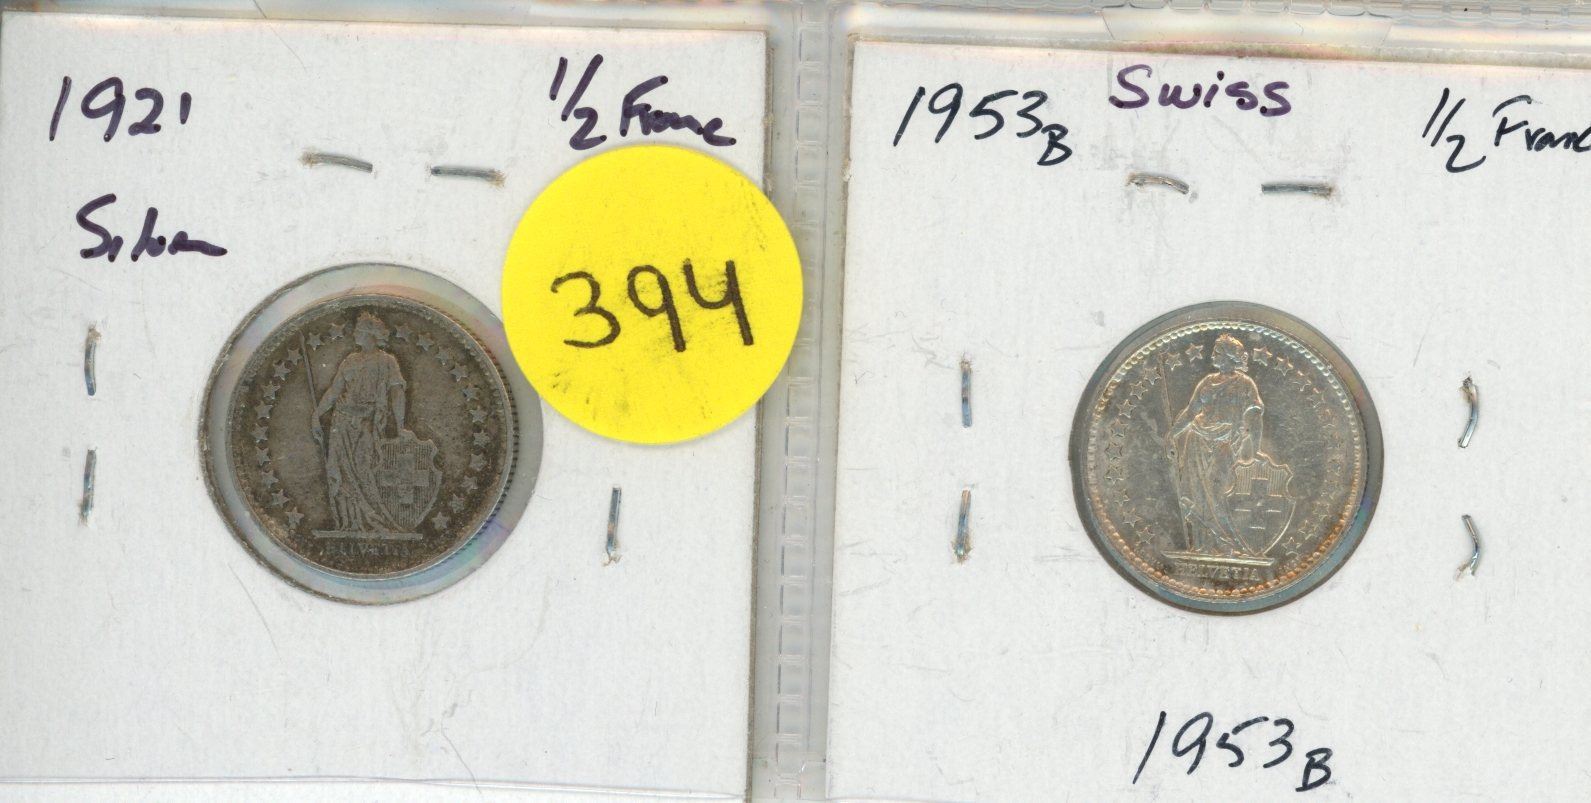 1921 1/2 Franc
Silver
394
HELVETIA
1953B Swiss 1/2 Franc
HELVETIA
1953B